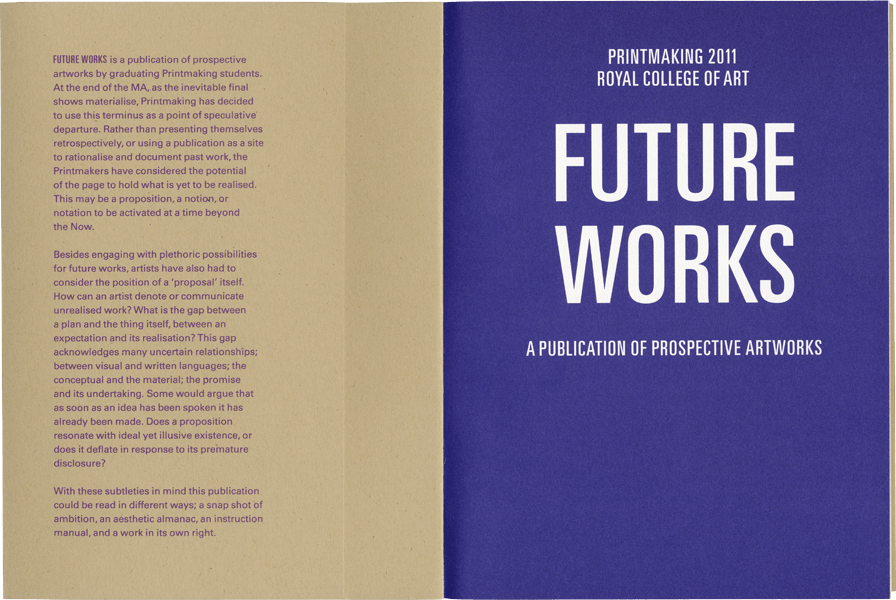 FUTURE WORKS is a publication of prospective
artworks by graduating Printmaking students.
At the end of the MA, as the inevitable final
shows materialise, Printmaking has decided
to use this terminus as a point of speculative
departure. Rather than presenting themselves
retrospectively, or using a publication as a site
to rationalise and document past work, the
Printmakers have considered the potential
of the page to hold what is yet to be realised.
This may be a proposition, a notion, or
notation to be activated at a time beyond
the Now.

Besides engaging with plethoric possibilities
for future works, artists have also had to
consider the position of a ‘proposal’ itself.
How can an artist denote or communicate
unrealised work? What is the gap between
a plan and the thing itself, between an
expectation and its realisation? This gap
acknowledges many uncertain relationships;
between visual and written languages; the
conceptual and the material; the promise
and its undertaking. Some would argue that
as soon as an idea has been spoken it has
already been made. Does a proposition
resonate with ideal yet illusive existence, or
does it deflate in response to its premature
disclosure?

With these subtleties in mind this publication
could be read in different ways; a snap shot of
ambition, an aesthetic almanac, an instruction
manual, and a work in its own right.

PRINTMAKING 2011
ROYAL COLLEGE OF ART
FUTURE
WORKS
A PUBLICATION OF PROSPECTIVE ARTWORKS